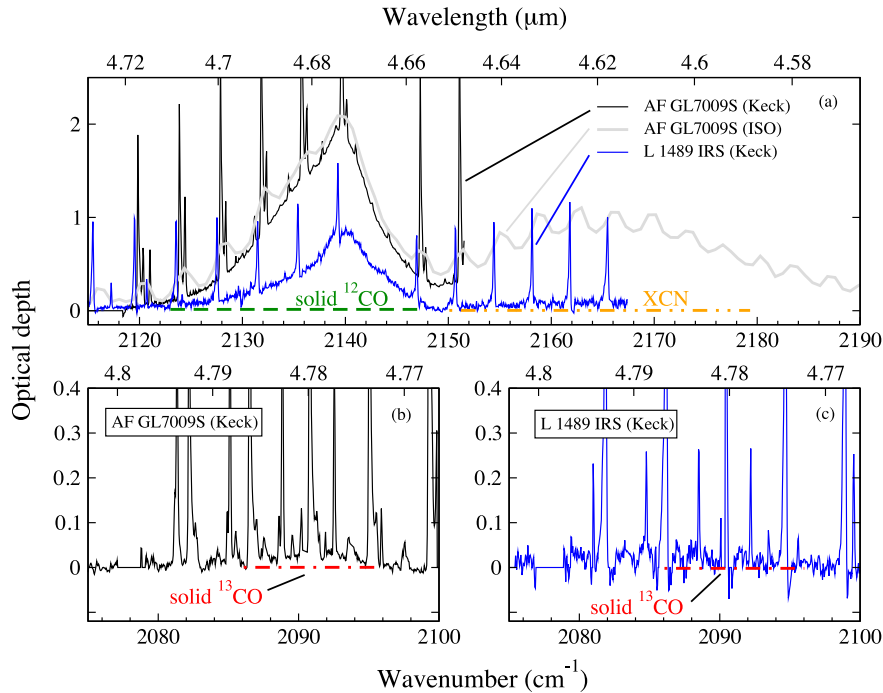 Wavelength (μm)
4.72 4.7 4.68 4.66 4.64 4.62 4.6 4.58
(a)
AF GL7009S (Keck)
AF GL7009S (ISO)
L 1489 IRS (Keck)
2
1
0
solid ¹²CO
XCN
2120 2130 2140 2150 2160 2170 2180 2190
Optical depth
4.8 4.79 4.78 4.77
(b)
AF GL7009S (Keck)
0.4
0.3
0.2
0.1
0
solid ¹³CO
2080 2090 2100
4.8 4.79 4.78 4.77
(c)
L 1489 IRS (Keck)
0.4
0.3
0.2
0.1
0
solid ¹³CO
2080 2090 2100
Wavenumber (cm⁻¹)